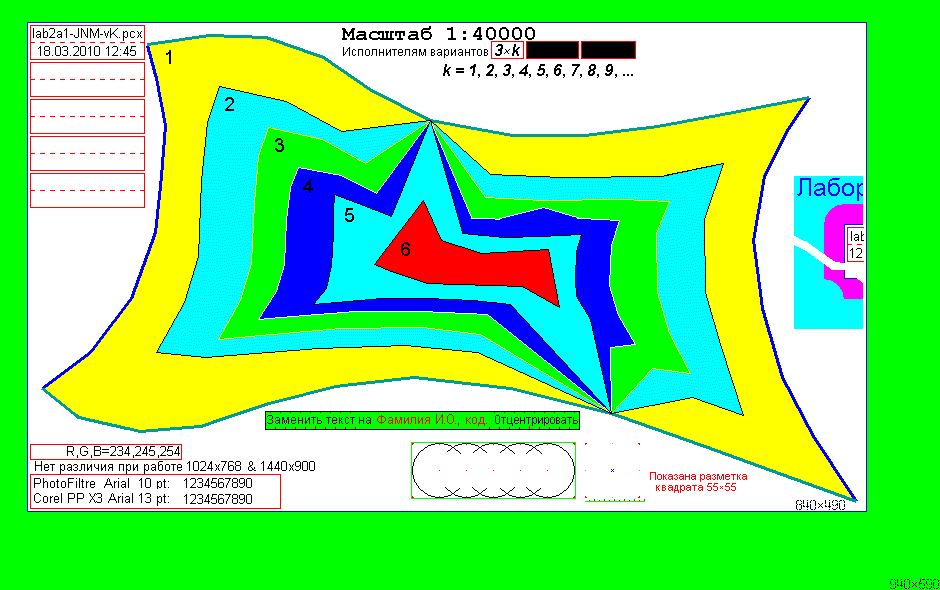 lab2a1-JNM-vK.pcx
18.03.2010 12:45
Масштаб 1:40000
Исполнителям вариантов 3×k
k = 1, 2, 3, 4, 5, 6, 7, 8, 9, ...
1
2
3
4
5
6
Лабор
lab
12
Заменить текст на Фамилия И.О., код. Отцентрировать
R,G,B=234,245,254
Нет различия при работе 1024x768 & 1440x900
PhotoFiltre Arial 10 pt: 1234567890
Corel PP X3 Arial 13 pt: 1234567890
Показана разметка
квадрата 55×55
840×490
940×590